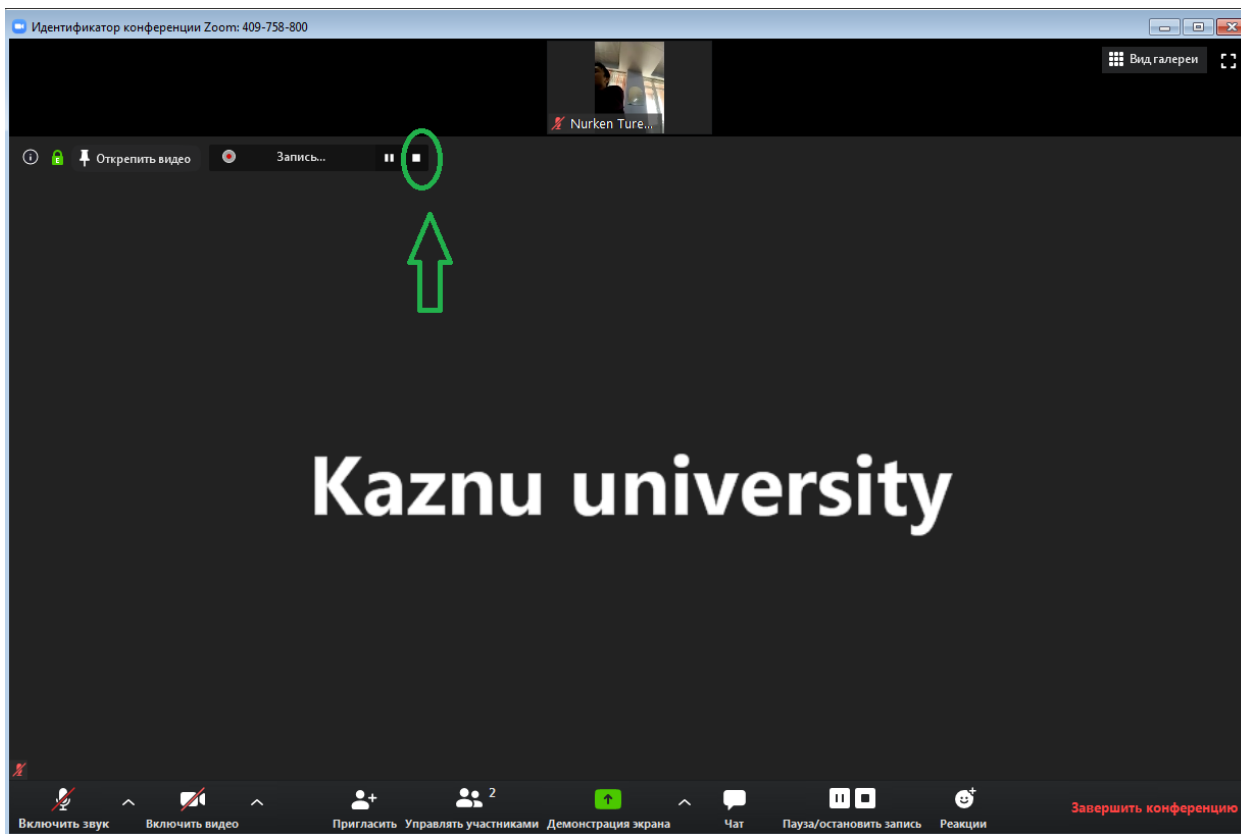 Идентификатор конференции Zoom: 409-758-800
Вид галереи
Nurken Ture...
Открепить видео
Запись...
Kaznu university
2
Включить звук
Включить видео
Пригласить
Управлять участниками
Демонстрация экрана
Чат
Пауза/остановить запись
Реакции
Завершить конференцию